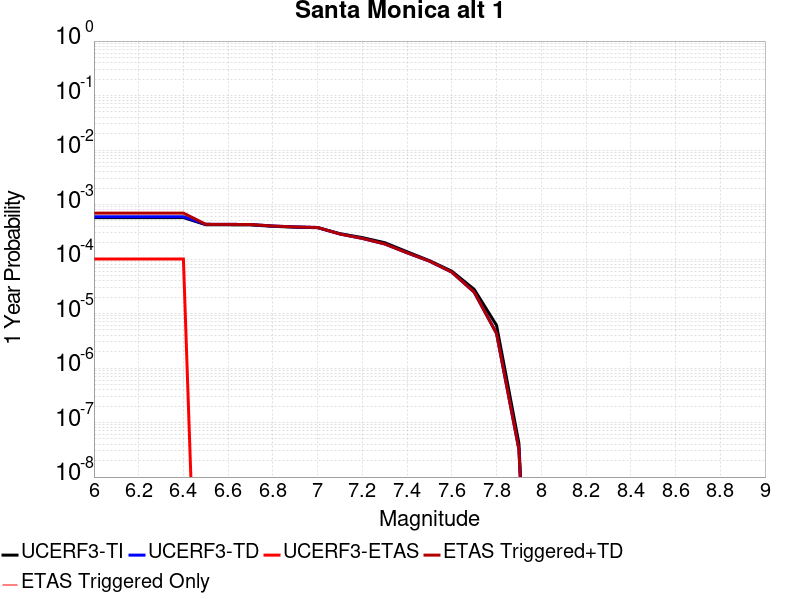 Santa Monica alt 1
10^0
10^-1
10^-2
10^-3
10^-4
10^-5
10^-6
10^-7
10^-8
1 Year Probability
6 6.2 6.4 6.6 6.8 7 7.2 7.4 7.6 7.8 8 8.2 8.4 8.6 8.8 9
Magnitude
UCERF3-TI UCERF3-TD UCERF3-ETAS ETAS Triggered+TD
ETAS Triggered Only